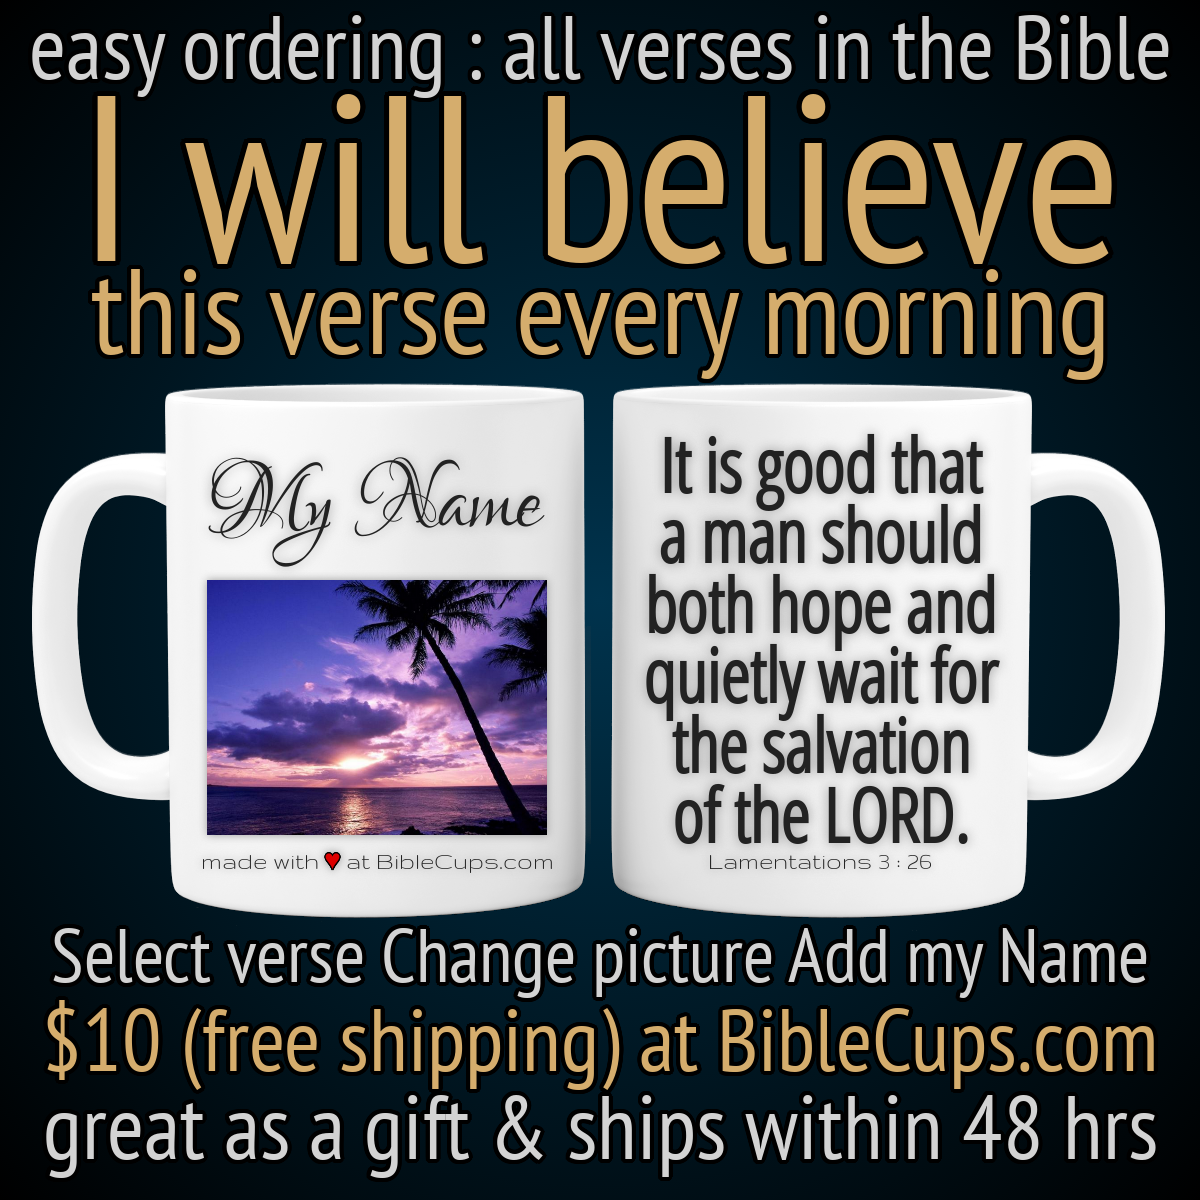 easy ordering : all verses in the Bible
I will believe
this verse every morning
My Name
made with ♥ at BibleCups.com
It is good that
a man should
both hope and
quietly wait for
the salvation
of the LORD.
Lamentations 3 : 26
Select verse Change picture Add my Name
$10 (free shipping) at BibleCups.com
great as a gift & ships within 48 hrs